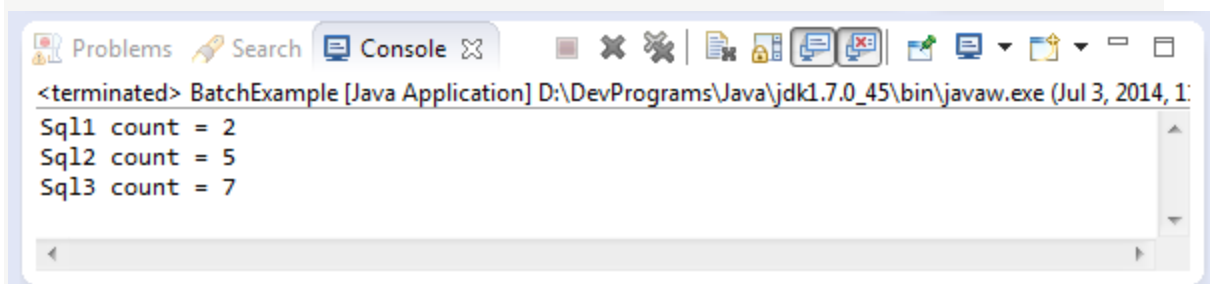 Problems Search Console
<terminated> BatchExample [Java Application] D:\DevPrograms\Java\jdk1.7.0_45\bin\javaw.exe (Jul 3, 2014, 1
Sql1 count = 2
Sql2 count = 5
Sql3 count = 7